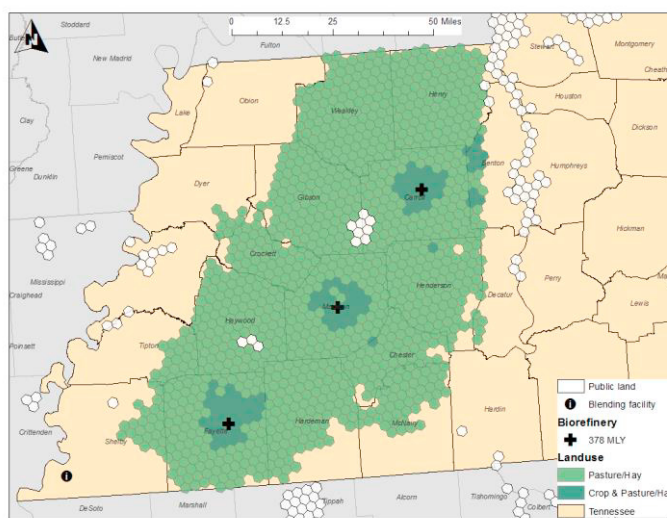 Stoddard
0 12.5 25 50 Miles
N
New Madrid
Fulton
Stewart
Montgomery
Cheath
Lake
Obion
Weakley
Henry
Houston
Clay
Pemiscot
Dickson
Greene
Dunklin
Dyer
Gibson
Carroll
Benton
Humphreys
Crockett
Hickman
Mississippi
Craighead
Henderson
Decatur
Perry
Lewis
Haywood
Madison
Poinsett
Tipton
Chester
Crittenden
Shelby
Fayette
Hardeman
McNairy
Hardin
DeSoto
Marshall
Tippah
Alcorn
Tishomingo
Colbert
Public land
Blending facility
Biorefinery
378 MLY
Landuse
Pasture/Hay
Crop & Pasture/Ha
Tennessee